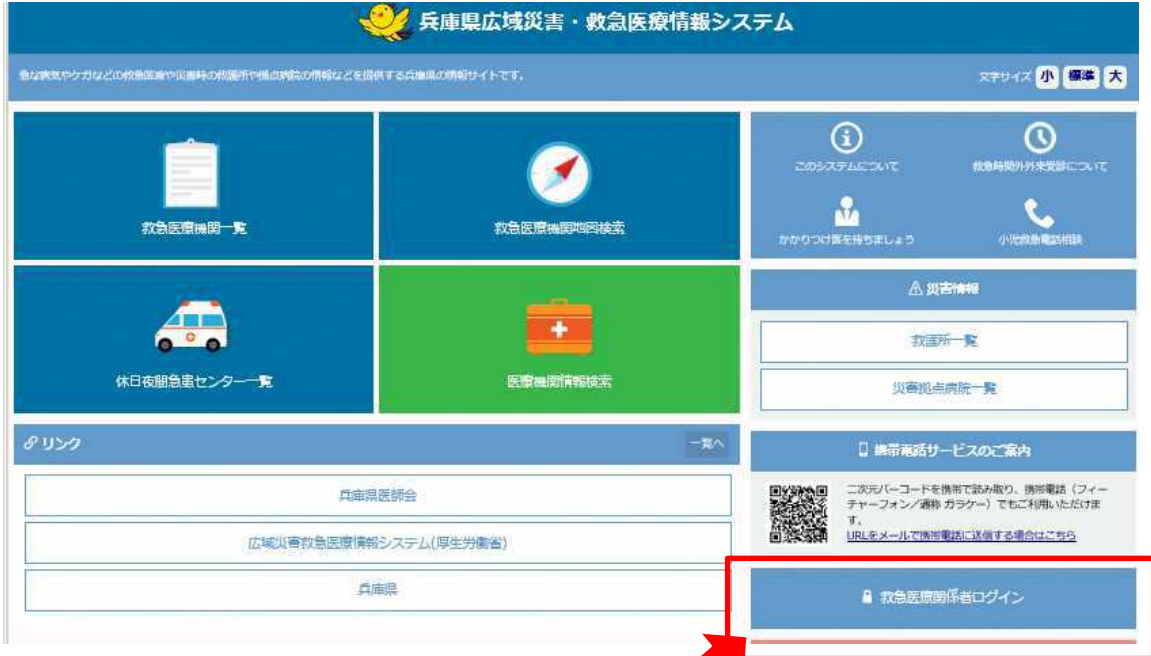 兵庫県広域災害・救急医療情報システム
急な病気やケガなどの救急医療や災害時の救護所や拠点病院の情報などを提供する兵庫県の情報サイトです。
文字サイズ 小 標準 大
救急医療機関一覧
救急医療機関地図検索
休日夜間急患センター一覧
医療機関情報検索
このシステムについて
救急時間外外来受診について
かかりつけ医を持ちましょう
小児救急電話相談
災害情報
救護所一覧
災害拠点病院一覧
リンク
一覧へ
兵庫県医師会
広域災害救急医療情報システム(厚生労働省)
兵庫県
携帯電話サービスのご案内
二次元バーコードを携帯で読み取り、携帯電話（フィー
チャーフォン／通称 ガラケー）でもご利用いただけま
す。
URLをメールで携帯電話に送信する場合はこちら
救急医療関係者ログイン